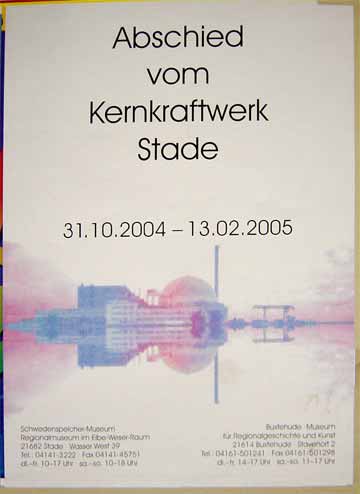 Abschied
vom
Kernkraftwerk
Stade
31.10.2004 – 13.02.2005
Schwedenspeicher-Museum
Regionalmuseum im Elbe-Weser-Raum
21682 Stade · Wasser West 39
Tel.: 04141-3222 · Fax 04141-45751
di.-fr. 10-17 Uhr sa.-so. 10-18 Uhr
Buxtehude · Museum
für Regionalgeschichte und Kunst
21614 Buxtehude · Stavenort 2
Tel.: 04161-501241 · Fax 04161-501298
di.- fr. 14-17 Uhr sa.- so. 11-17 Uhr